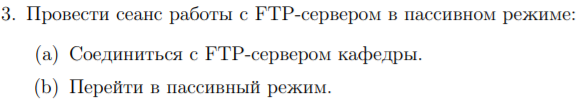 3. Провести сеанс работы с FTP-сервером в пассивном режиме:
(a) Соединиться с FTP-сервером кафедры.
(b) Перейти в пассивный режим.